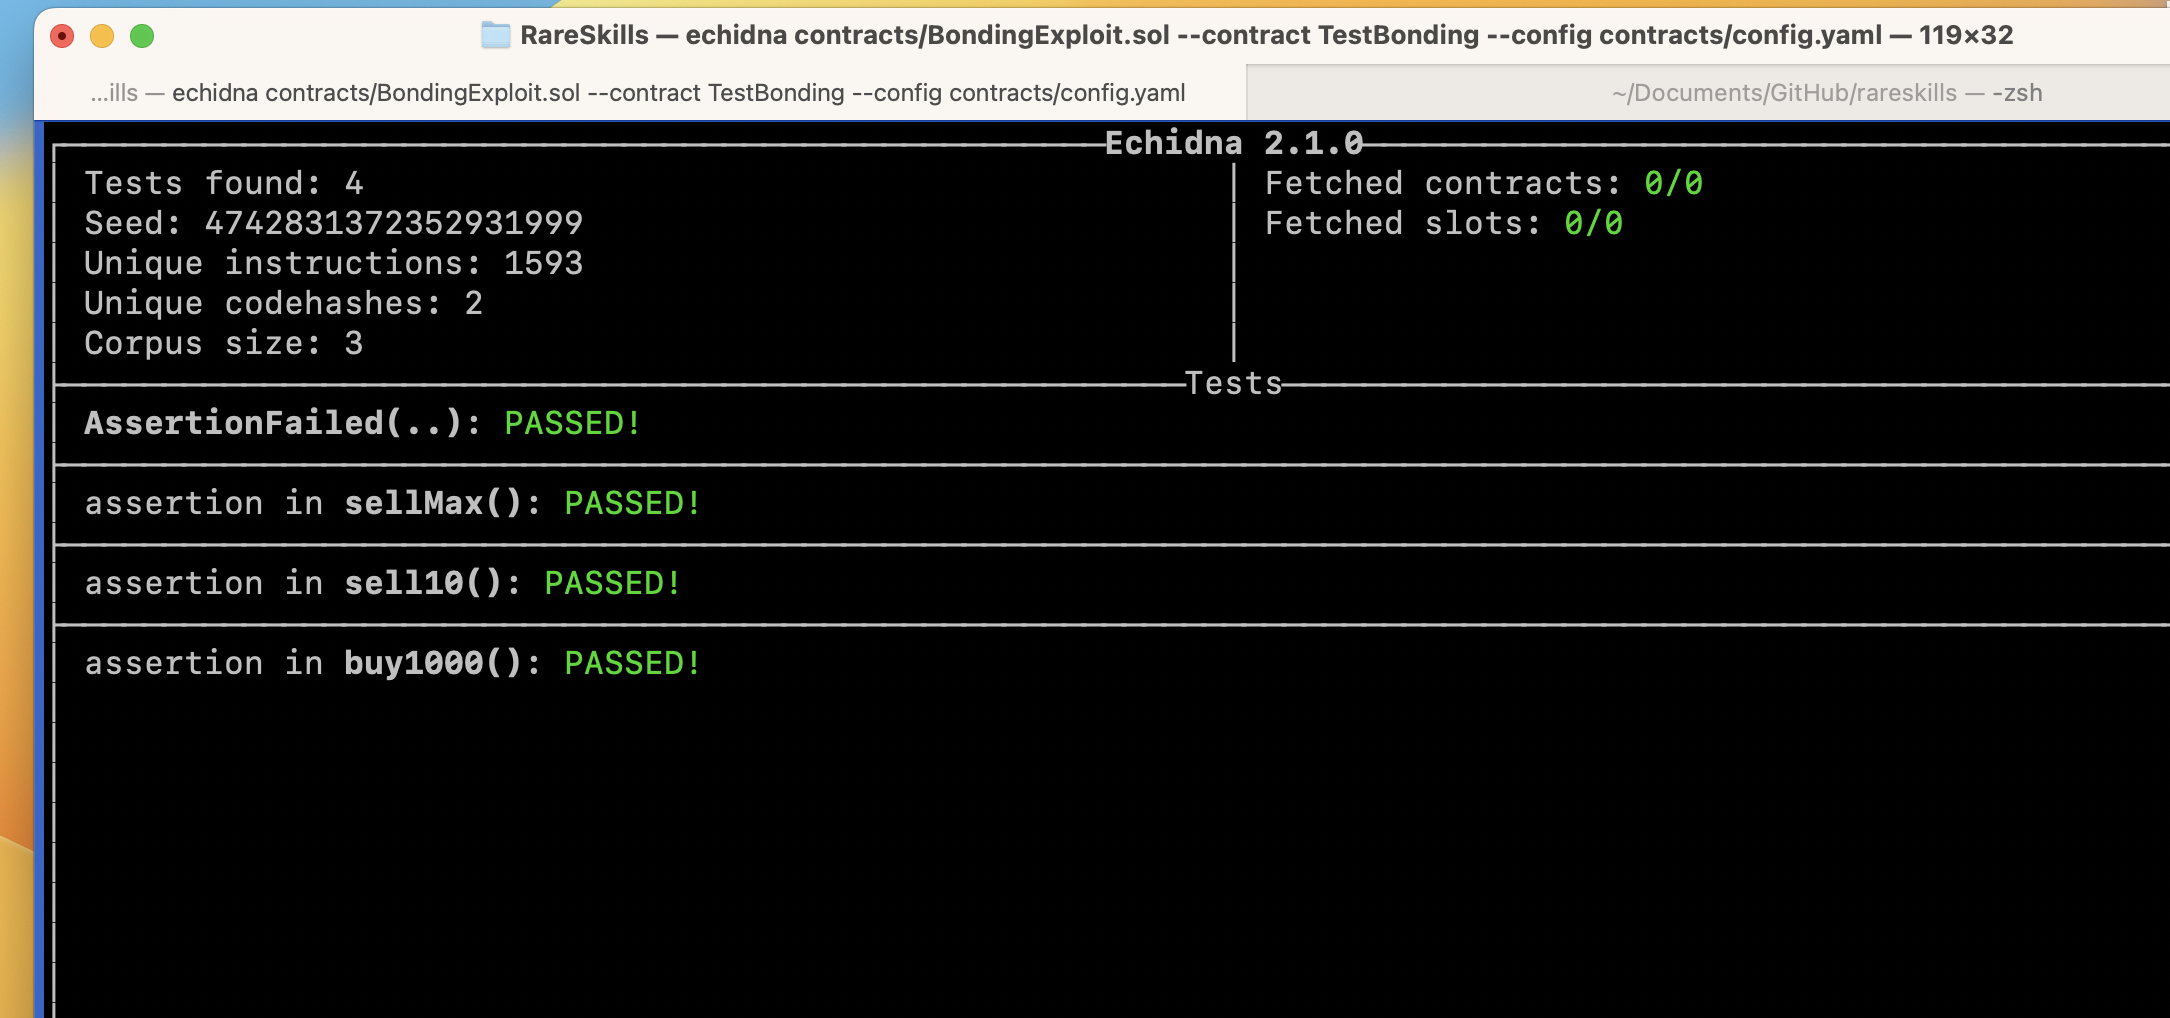 RareSkills — echidna contracts/BondingExploit.sol --contract TestBonding --config contracts/config.yaml — 119×32
...ills — echidna contracts/BondingExploit.sol --contract TestBonding --config contracts/config.yaml
~/Documents/GitHub/rareskills — -zsh
Echidna 2.1.0
Tests found: 4
Seed: 4742831372352931999
Unique instructions: 1593
Unique codehashes: 2
Corpus size: 3
Fetched contracts: 0/0
Fetched slots: 0/0
Tests
AssertionFailed(..): PASSED!
assertion in sellMax(): PASSED!
assertion in sell10(): PASSED!
assertion in buy1000(): PASSED!